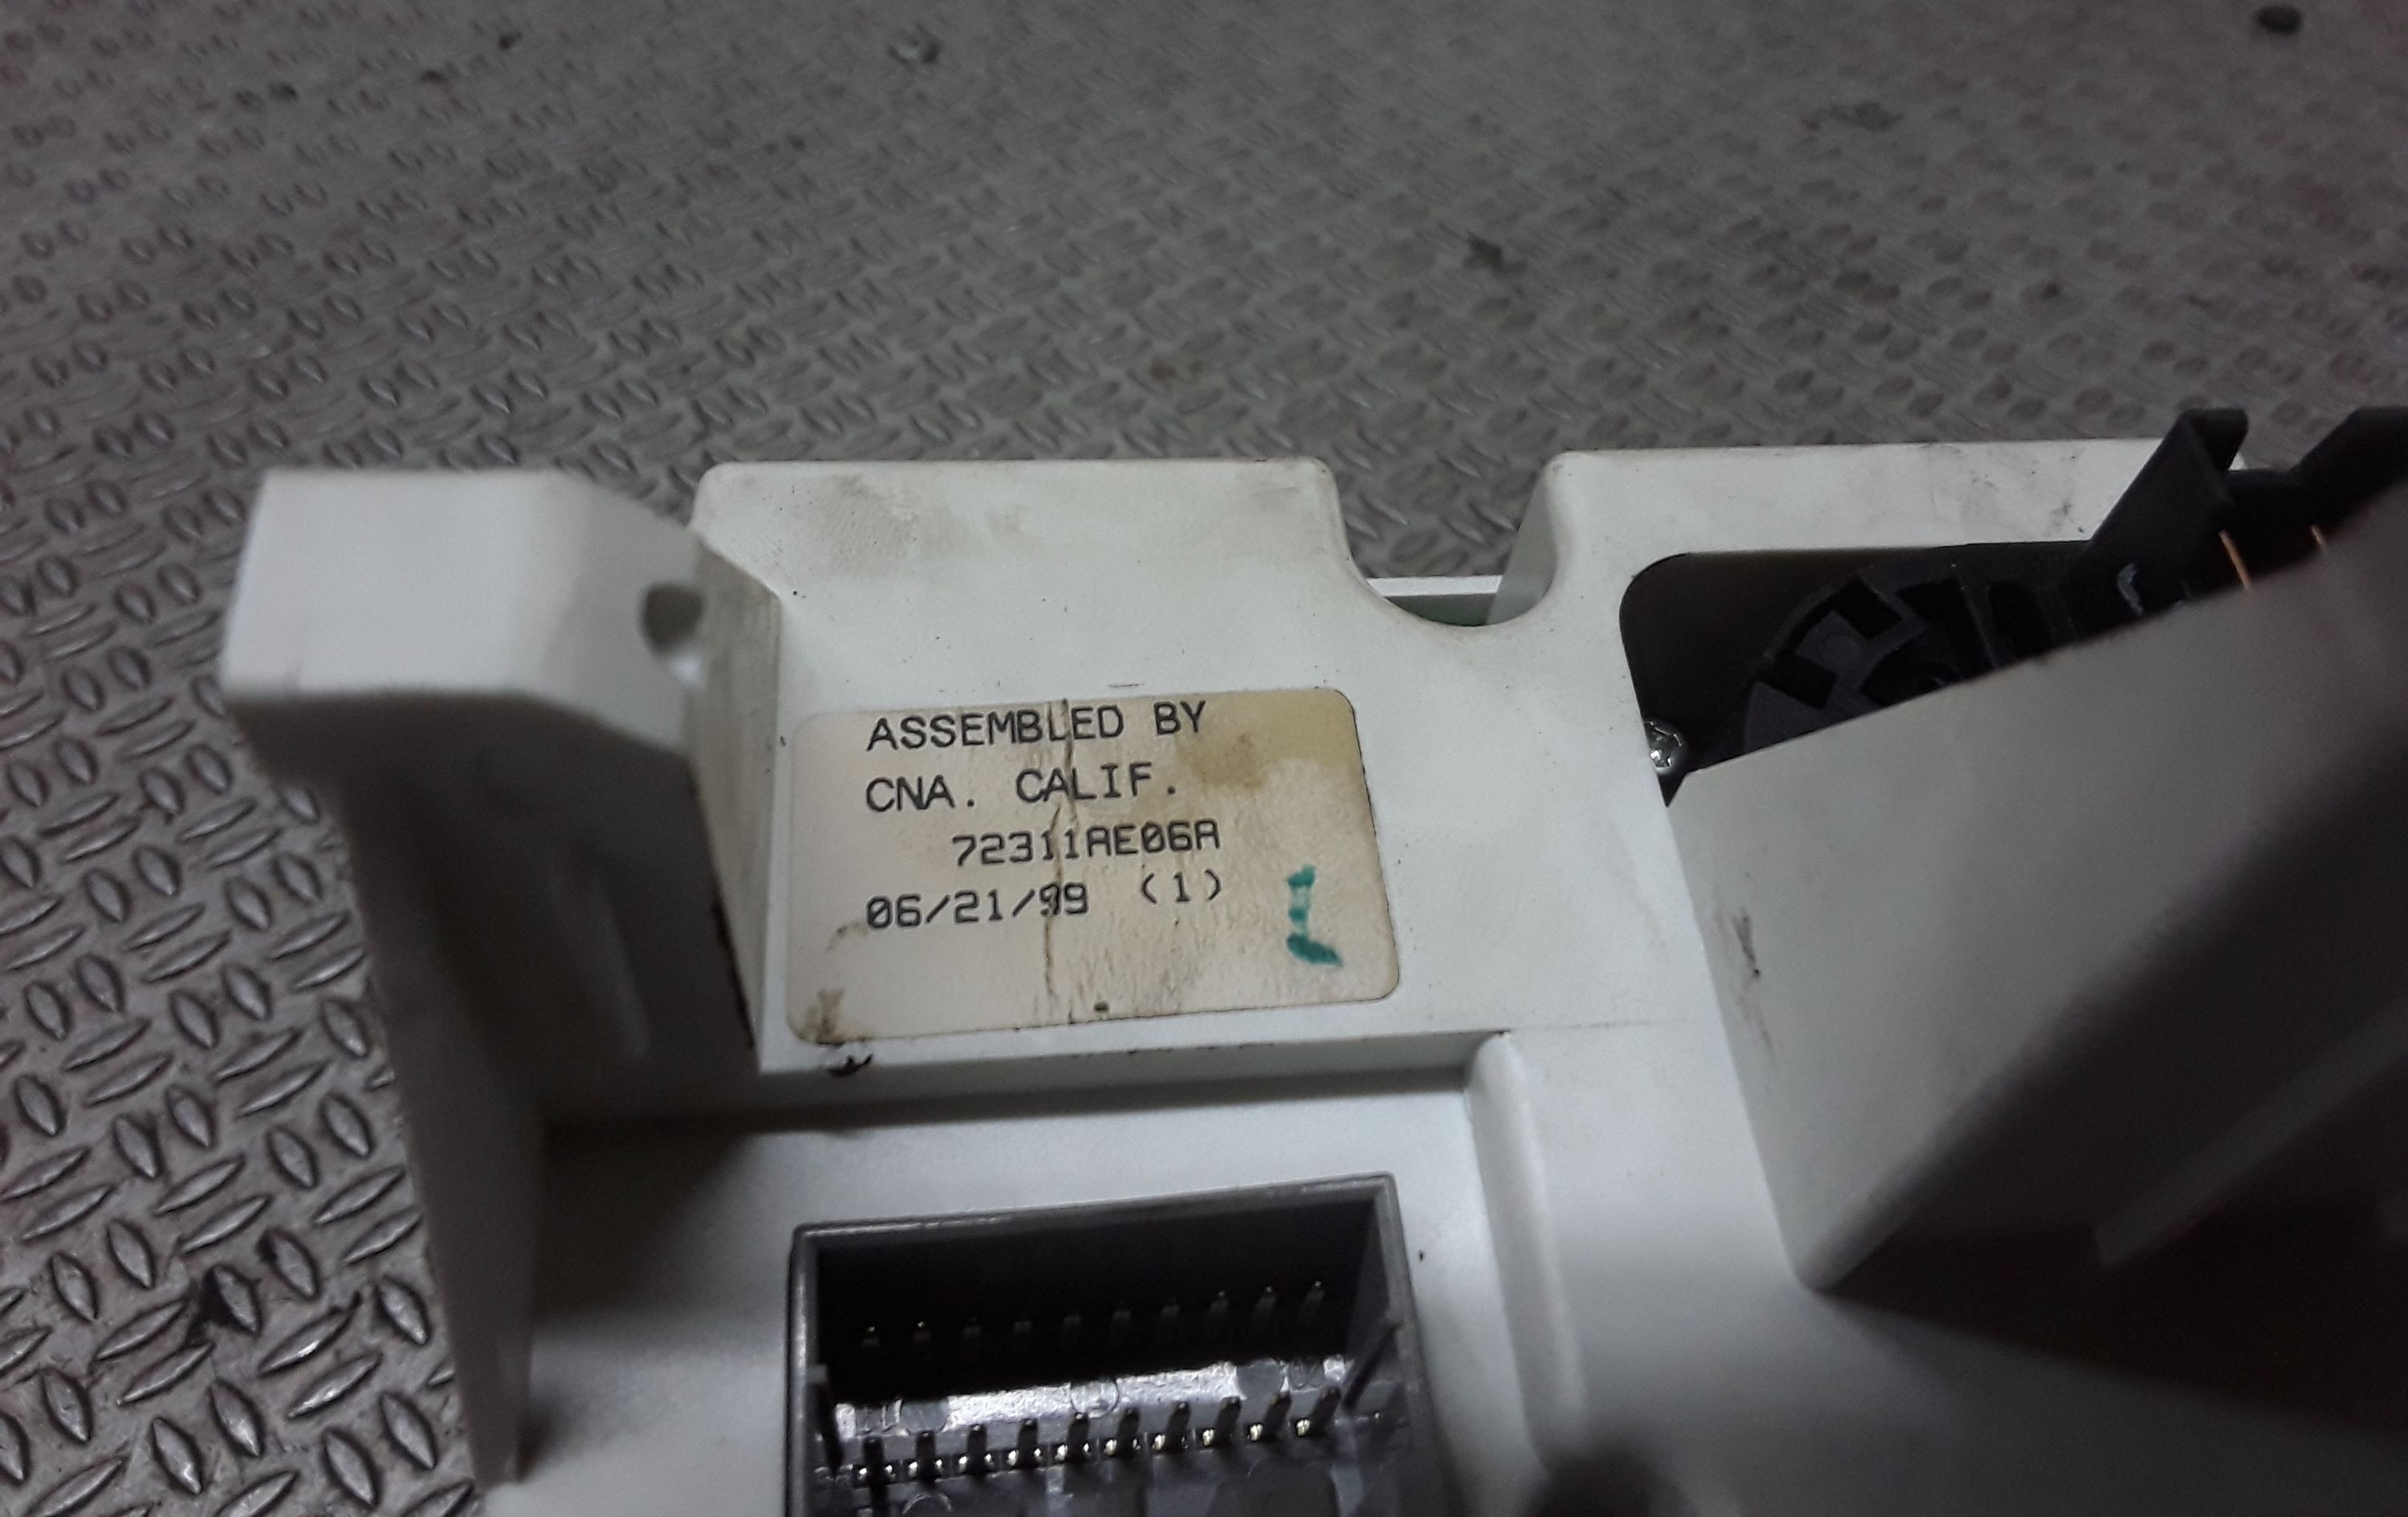 ASSEMBLED BY
CNA. CALIF.
72311AE06A
06/21/99 (1)